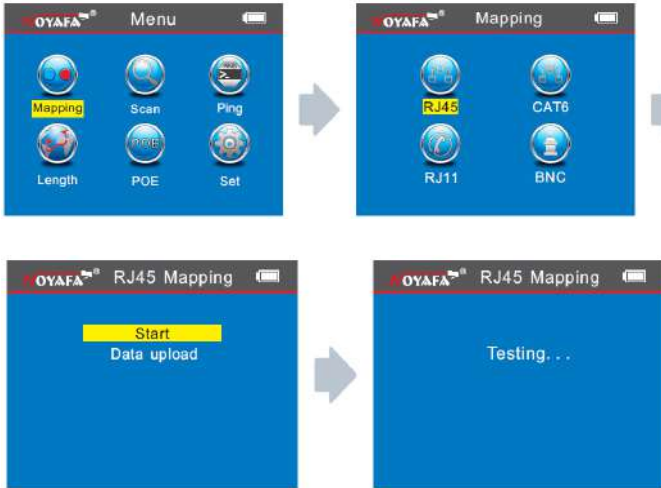 NOYAFA® Menu
Mapping Scan Ping
Length POE
POE Set
NOYAFA® Mapping
RJ45 CAT6
RJ11 BNC
NOYAFA® RJ45 Mapping
Start
Data upload
NOYAFA® RJ45 Mapping
Testing...